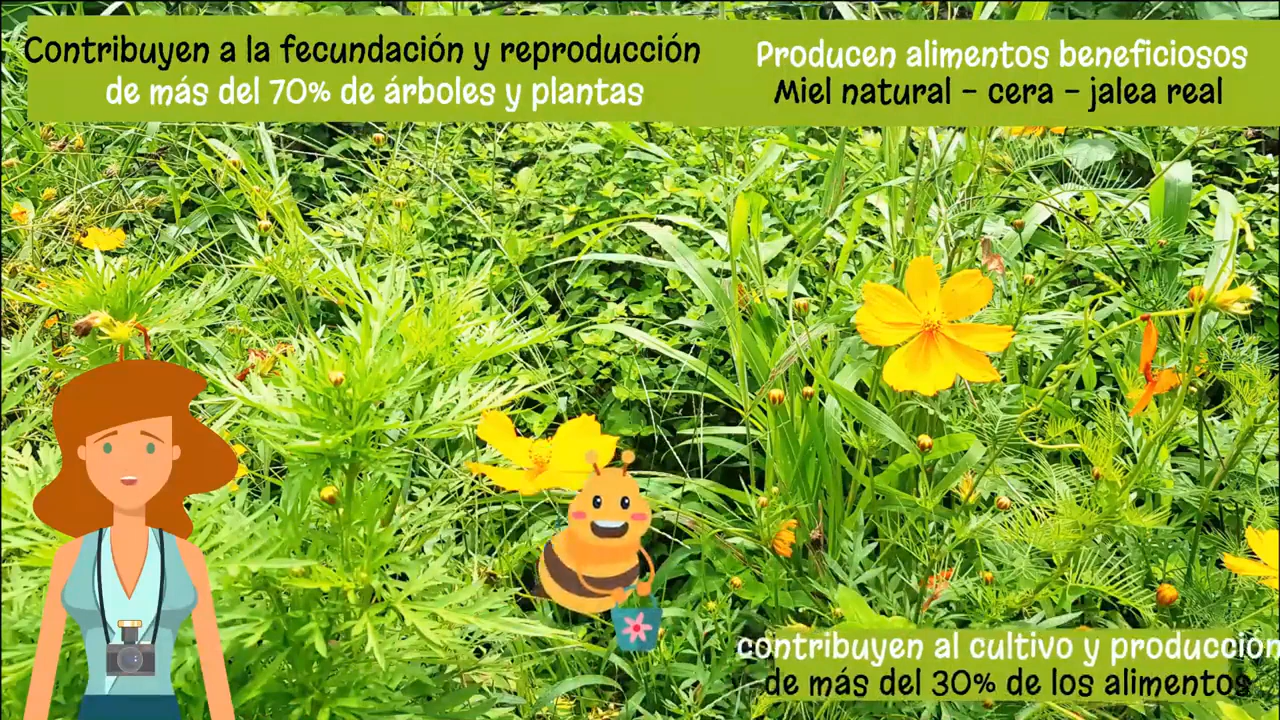 Contribuyen a la fecundación y reproducción
de más del 70% de árboles y plantas
Producen alimentos beneficiosos
Miel natural - cera - jalea real
contribuyen al cultivo y producción
de más del 30% de los alimentos